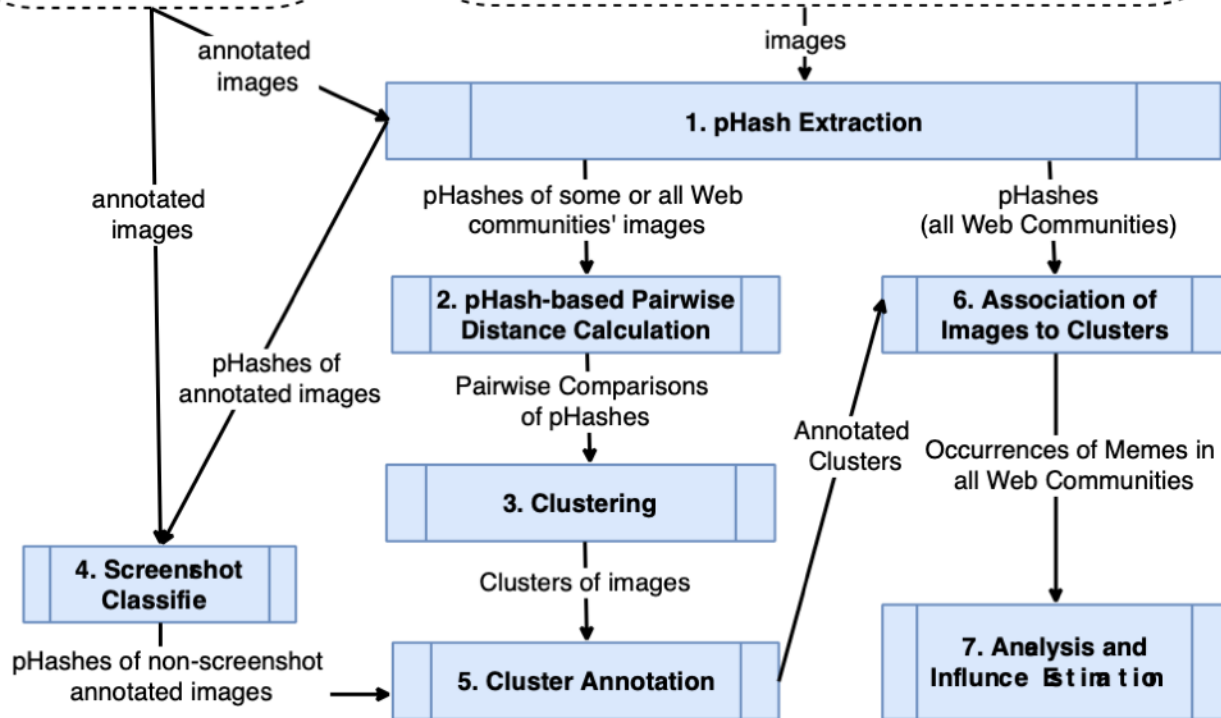 annotated
images
images
1. pHash Extraction
annotated
images
pHashes of some or all Web
communities' images
pHashes
(all Web Communities)
2. pHash-based Pairwise
Distance Calculation
6. Association of
Images to Clusters
pHashes of
annotated images
Pairwise Comparisons
of pHashes
Annotated
Clusters
Occurrences of Memes in
all Web Communities
3. Clustering
4. Screenshot
Classifie
Clusters of images
pHashes of non-screenshot
annotated images
5. Cluster Annotation
7. Analysis and
Influnce Estimation